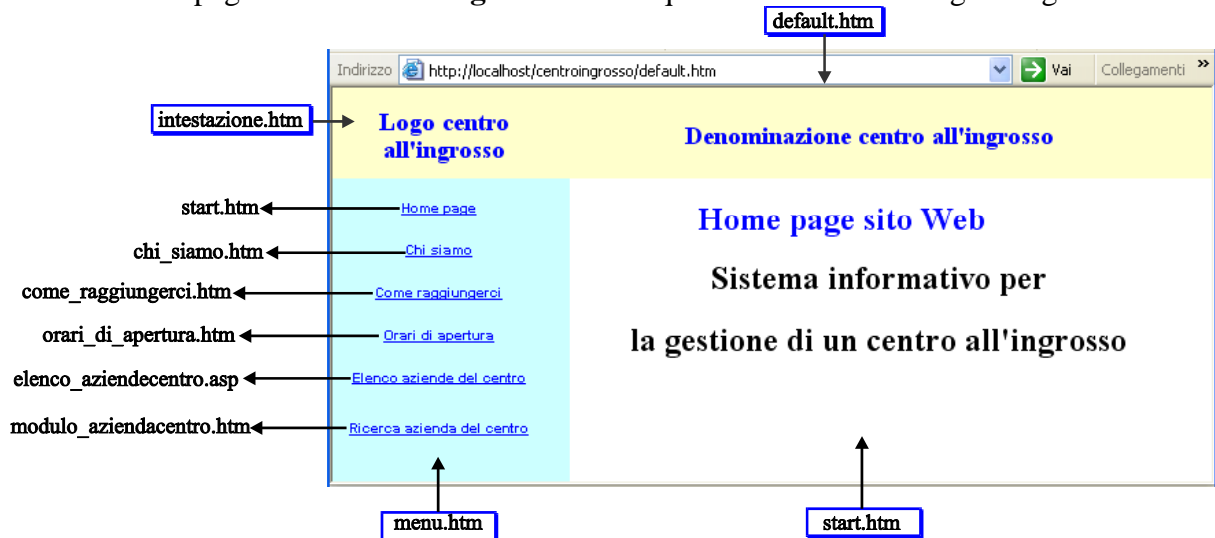 default.htm
Indirizzo http://localhost/centroingrosso/default.htm Vai Collegamenti »
intestazione.htm
Logo centro
all'ingrosso
Denominazione centro all'ingrosso
start.htm
Home page
Home page sito Web
chi_siamo.htm
Chi siamo
Sistema informativo per
come_raggiungerci.htm
Come raggiungerci
orari_di_apertura.htm
Orari di apertura
la gestione di un centro all'ingrosso
elenco_aziendecentro.asp
Elenco aziende del centro
modulo_aziendacentro.htm
Ricerca azienda del centro
menu.htm
start.htm